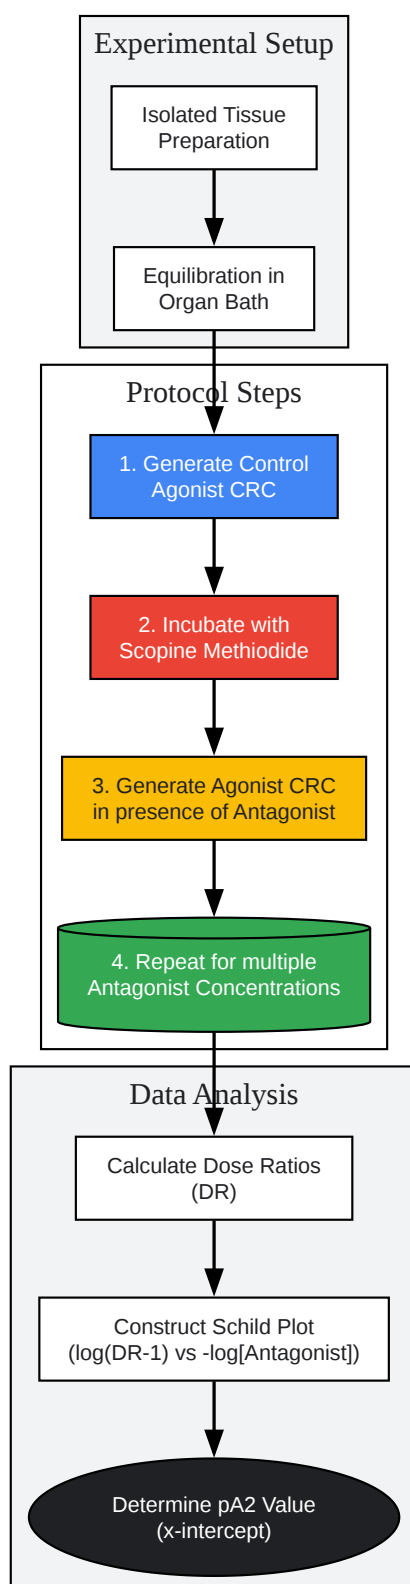 Experimental Setup
Isolated Tissue
Preparation
Equilibration in
Organ Bath
Protocol Steps
1. Generate Control
Agonist CRC
2. Incubate with
Scopine Methiodide
3. Generate Agonist CRC
in presence of Antagonist
4. Repeat for multiple
Antagonist Concentrations
Data Analysis
Calculate Dose Ratios
(DR)
Construct Schild Plot
(log(DR-1) vs -log[Antagonist])
Determine pA2 Value
(x-intercept)